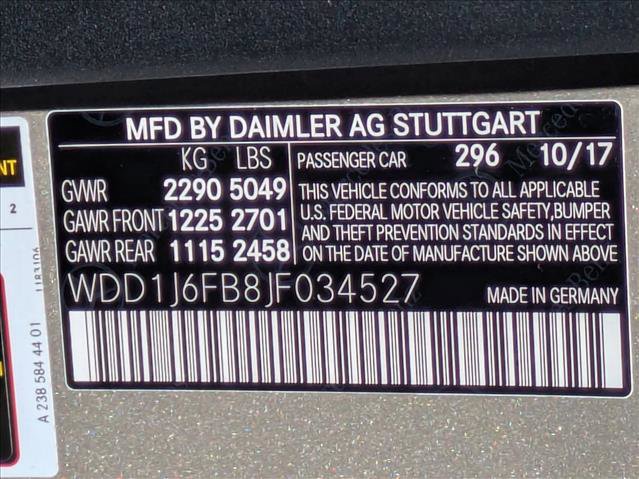 MFD BY DAIMLER AG STUTTGART
KG LBS
GVWR 2290 5049
GAWR FRONT 1225 2701
GAWR REAR 1115 2458
PASSENGER CAR 296 10/17
THIS VEHICLE CONFORMS TO ALL APPLICABLE
U.S. FEDERAL MOTOR VEHICLE SAFETY,BUMPER
AND THEFT PREVENTION STANDARDS IN EFFECT
ON THE DATE OF MANUFACTURE SHOWN ABOVE
WDD1J6FB8JF034527 MADE IN GERMANY
2
1183106
A 238 584 44 01